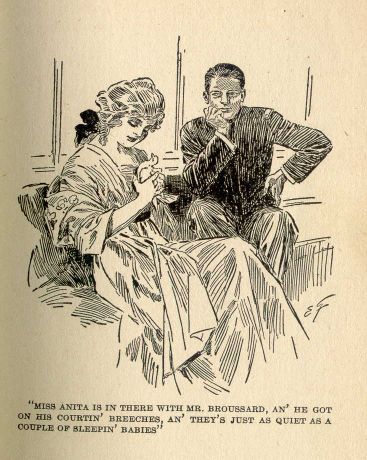 "MISS ANITA IS IN THERE WITH MR. BROUSSARD, AN' HE GOT
ON HIS COURTIN' BREECHES, AN' THEY'S JUST AS QUIET AS A
COUPLE OF SLEEPIN' BABIES"